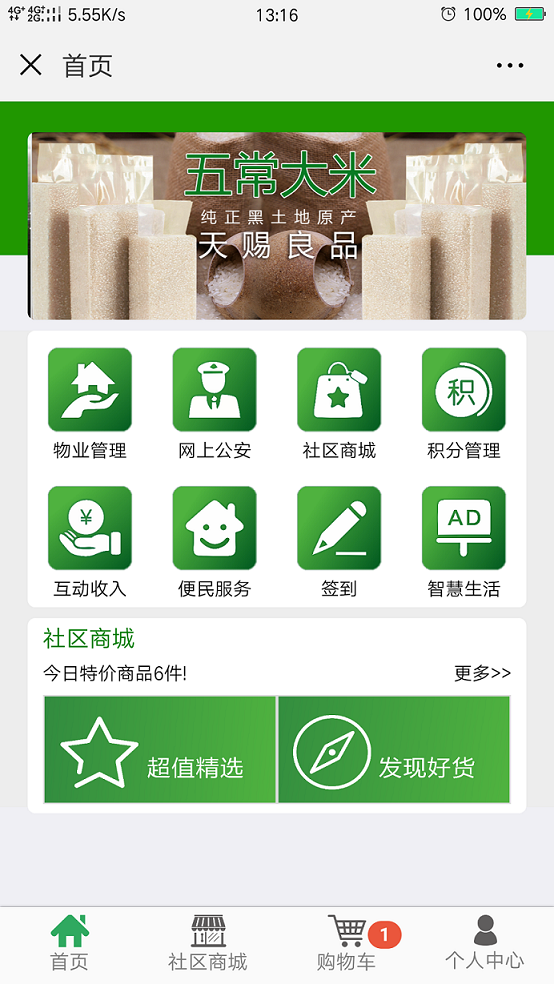 4G+ 4G+ 2G 5.55K/s 13:16 100%
首页
五常大米
纯正黑土地原产
天赐良品
积
物业管理 网上公安 社区商城 积分管理
¥ AD
互动收入 便民服务 签到 智慧生活
社区商城
今日特价商品6件! 更多>>
超值精选 发现好货
1
首页 社区商城 购物车 个人中心